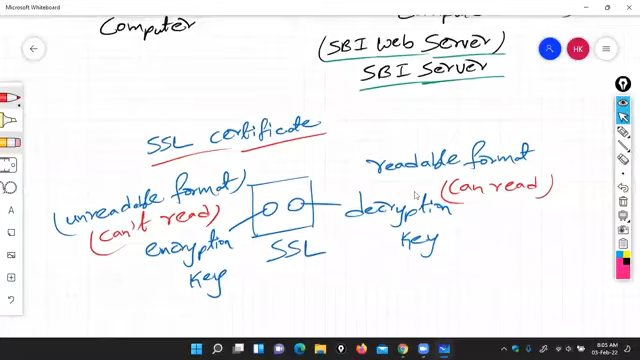 Microsoft Whiteboard
Computer
(SBI Web Server)
SBI Server
HK
SSL certificate
readable format
(can read)
(unreadable format)
(can't read)
encryption
key
SSL
decryption
key
8:05 AM
03-Feb-22